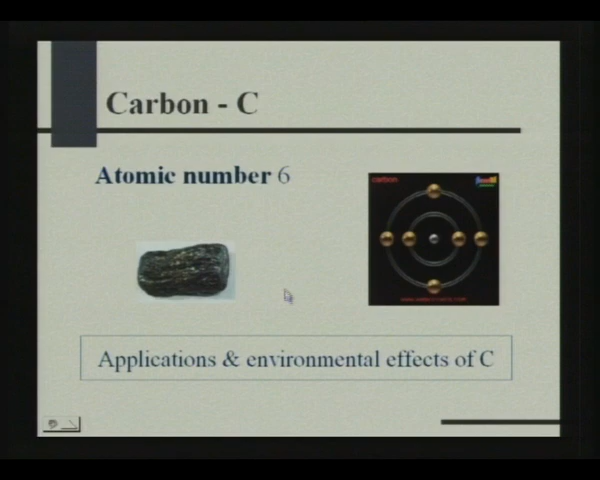 Carbon - C
Atomic number 6
carbon
Applications & environmental effects of C